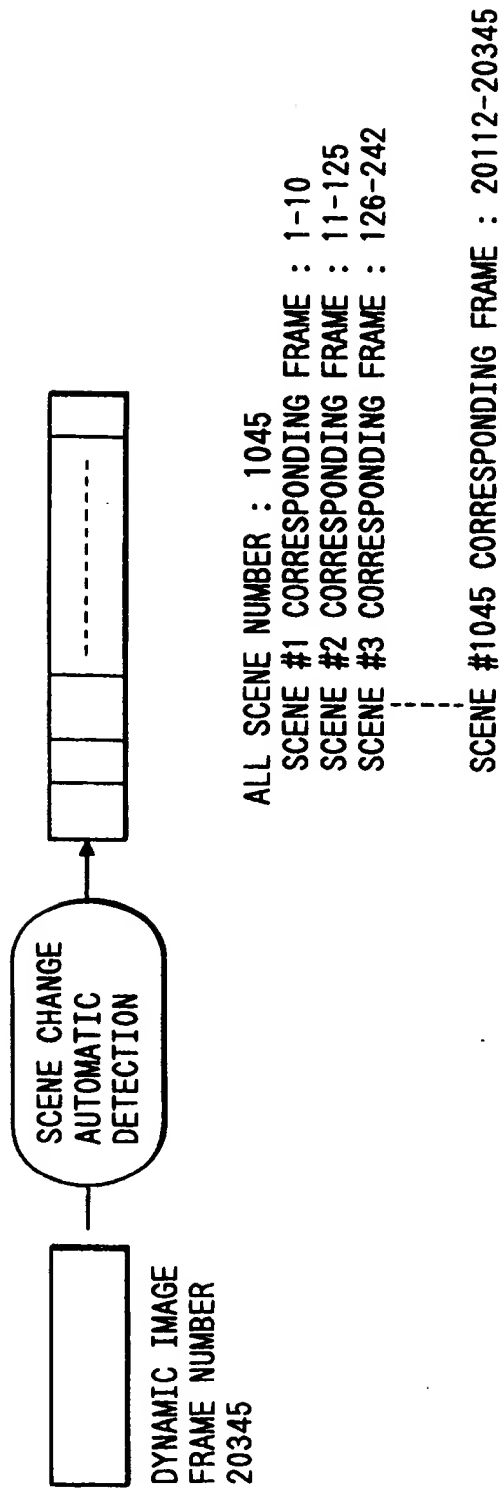 DYNAMIC IMAGE
FRAME NUMBER
20345
SCENE CHANGE
AUTOMATIC
DETECTION
ALL SCENE NUMBER : 1045
SCENE #1 CORRESPONDING FRAME : 1-10
SCENE #2 CORRESPONDING FRAME : 11-125
SCENE #3 CORRESPONDING FRAME : 126-242
SCENE #1045 CORRESPONDING FRAME : 20112-20345